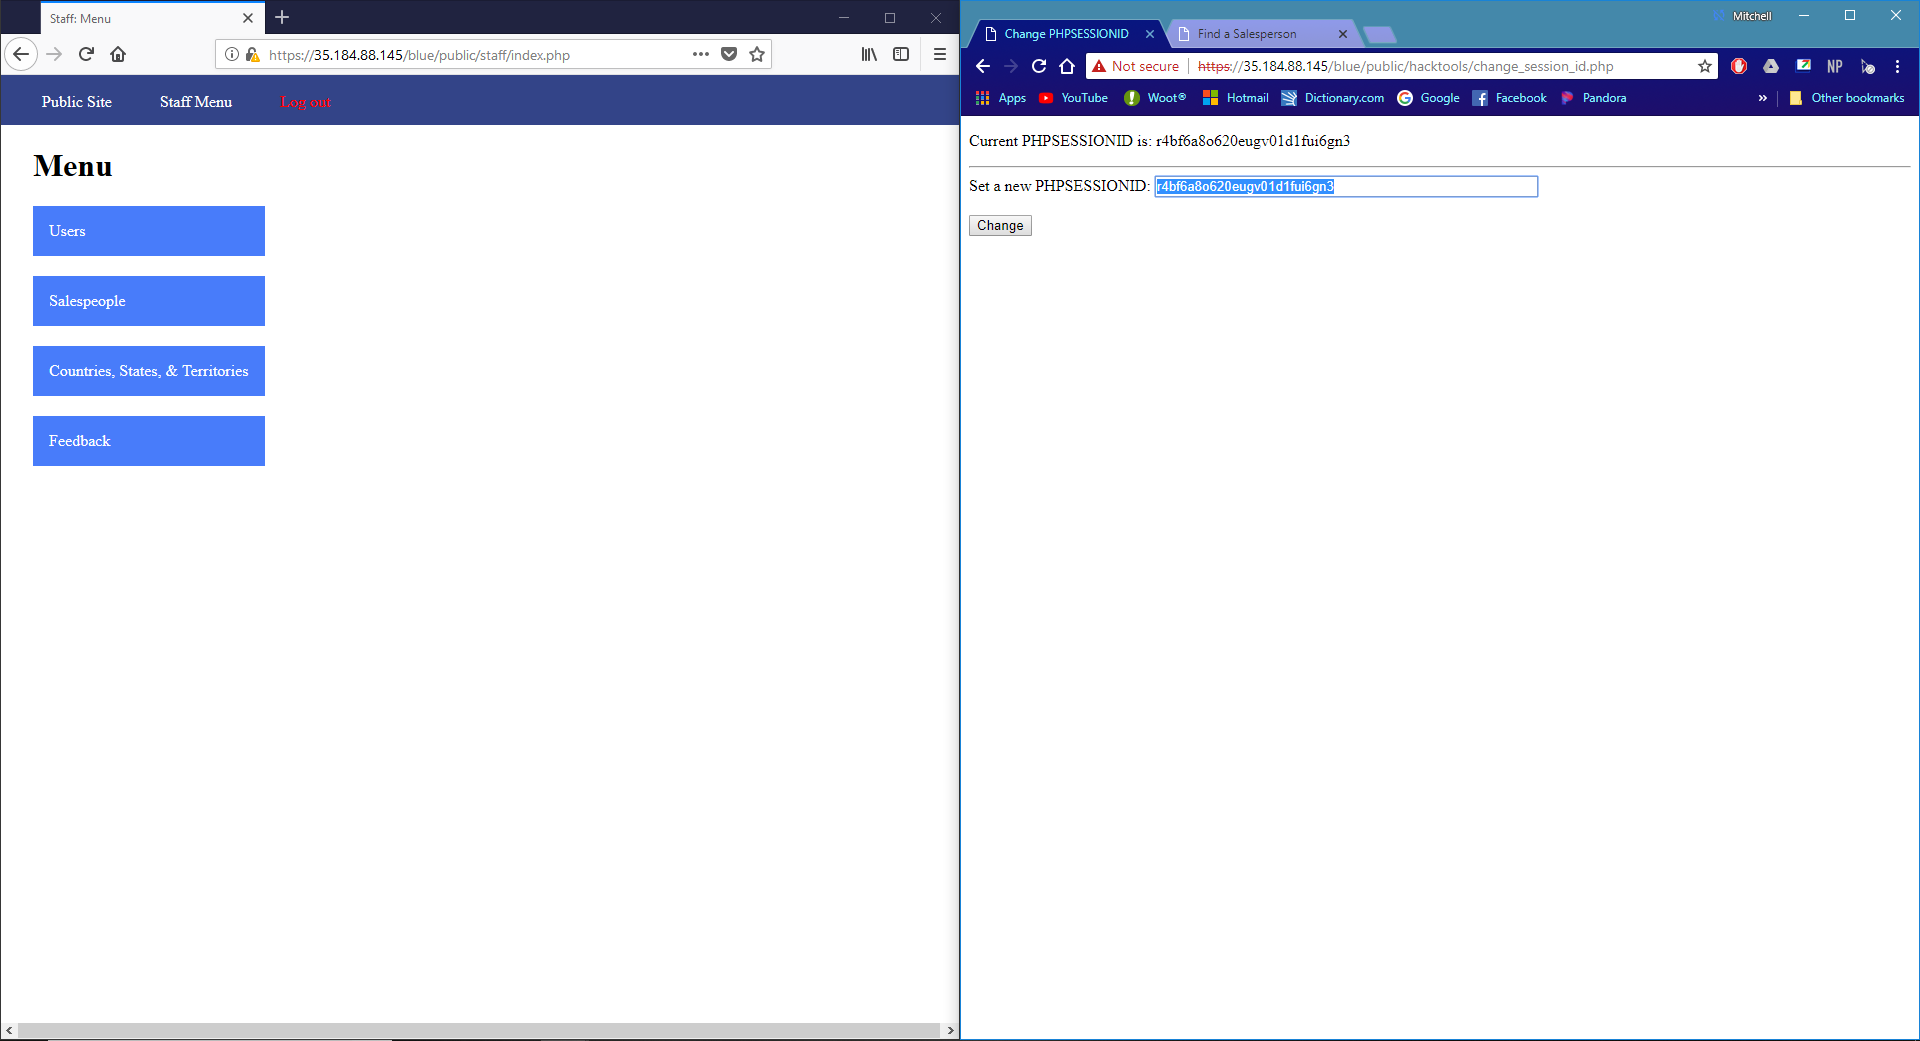 Staff: Menu
https://35.184.88.145/blue/public/staff/index.php
Public Site Staff Menu Log out
Menu
Users
Salespeople
Countries, States, & Territories
Feedback
Mitchell
Change PHPSESSIONID Find a Salesperson
Not secure https://35.184.88.145/blue/public/hacktools/change_session_id.php NP
Apps YouTube Woot® Hotmail Dictionary.com Google Facebook Pandora » Other bookmarks
Current PHPSESSIONID is: r4bf6a8o620eugv01d1fui6gn3
Set a new PHPSESSIONID: r4bf6a8o620eugv01d1fui6gn3
Change